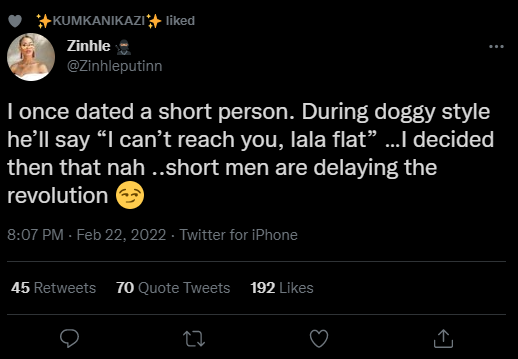 ✨KUMKANIKAZI✨ liked
Zinhle 🥷
@Zinhleputinn
I once dated a short person. During doggy style
he’ll say “I can’t reach you, lala flat” ...I decided
then that nah ..short men are delaying the
revolution 😏
8:07 PM · Feb 22, 2022 · Twitter for iPhone
45 Retweets 70 Quote Tweets 192 Likes